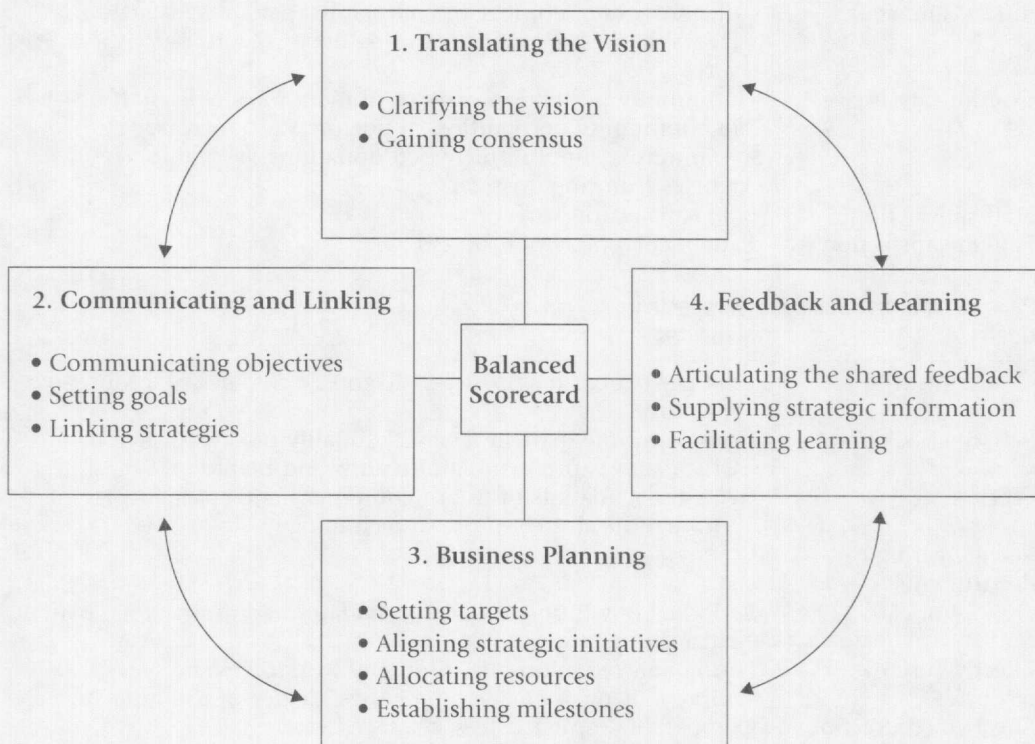 1. Translating the Vision
• Clarifying the vision
• Gaining consensus
2. Communicating and Linking
• Communicating objectives
• Setting goals
• Linking strategies
Balanced
Scorecard
4. Feedback and Learning
• Articulating the shared feedback
• Supplying strategic information
• Facilitating learning
3. Business Planning
• Setting targets
• Aligning strategic initiatives
• Allocating resources
• Establishing milestones